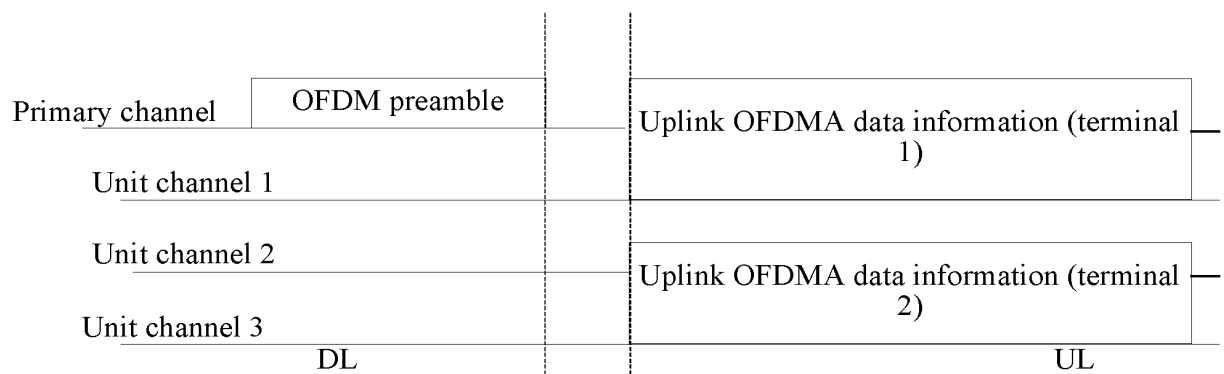 OFDM preamble
Primary channel
Uplink OFDMA data information (terminal
1)
Unit channel 1
Unit channel 2
Uplink OFDMA data information (terminal
2)
Unit channel 3
DL
UL